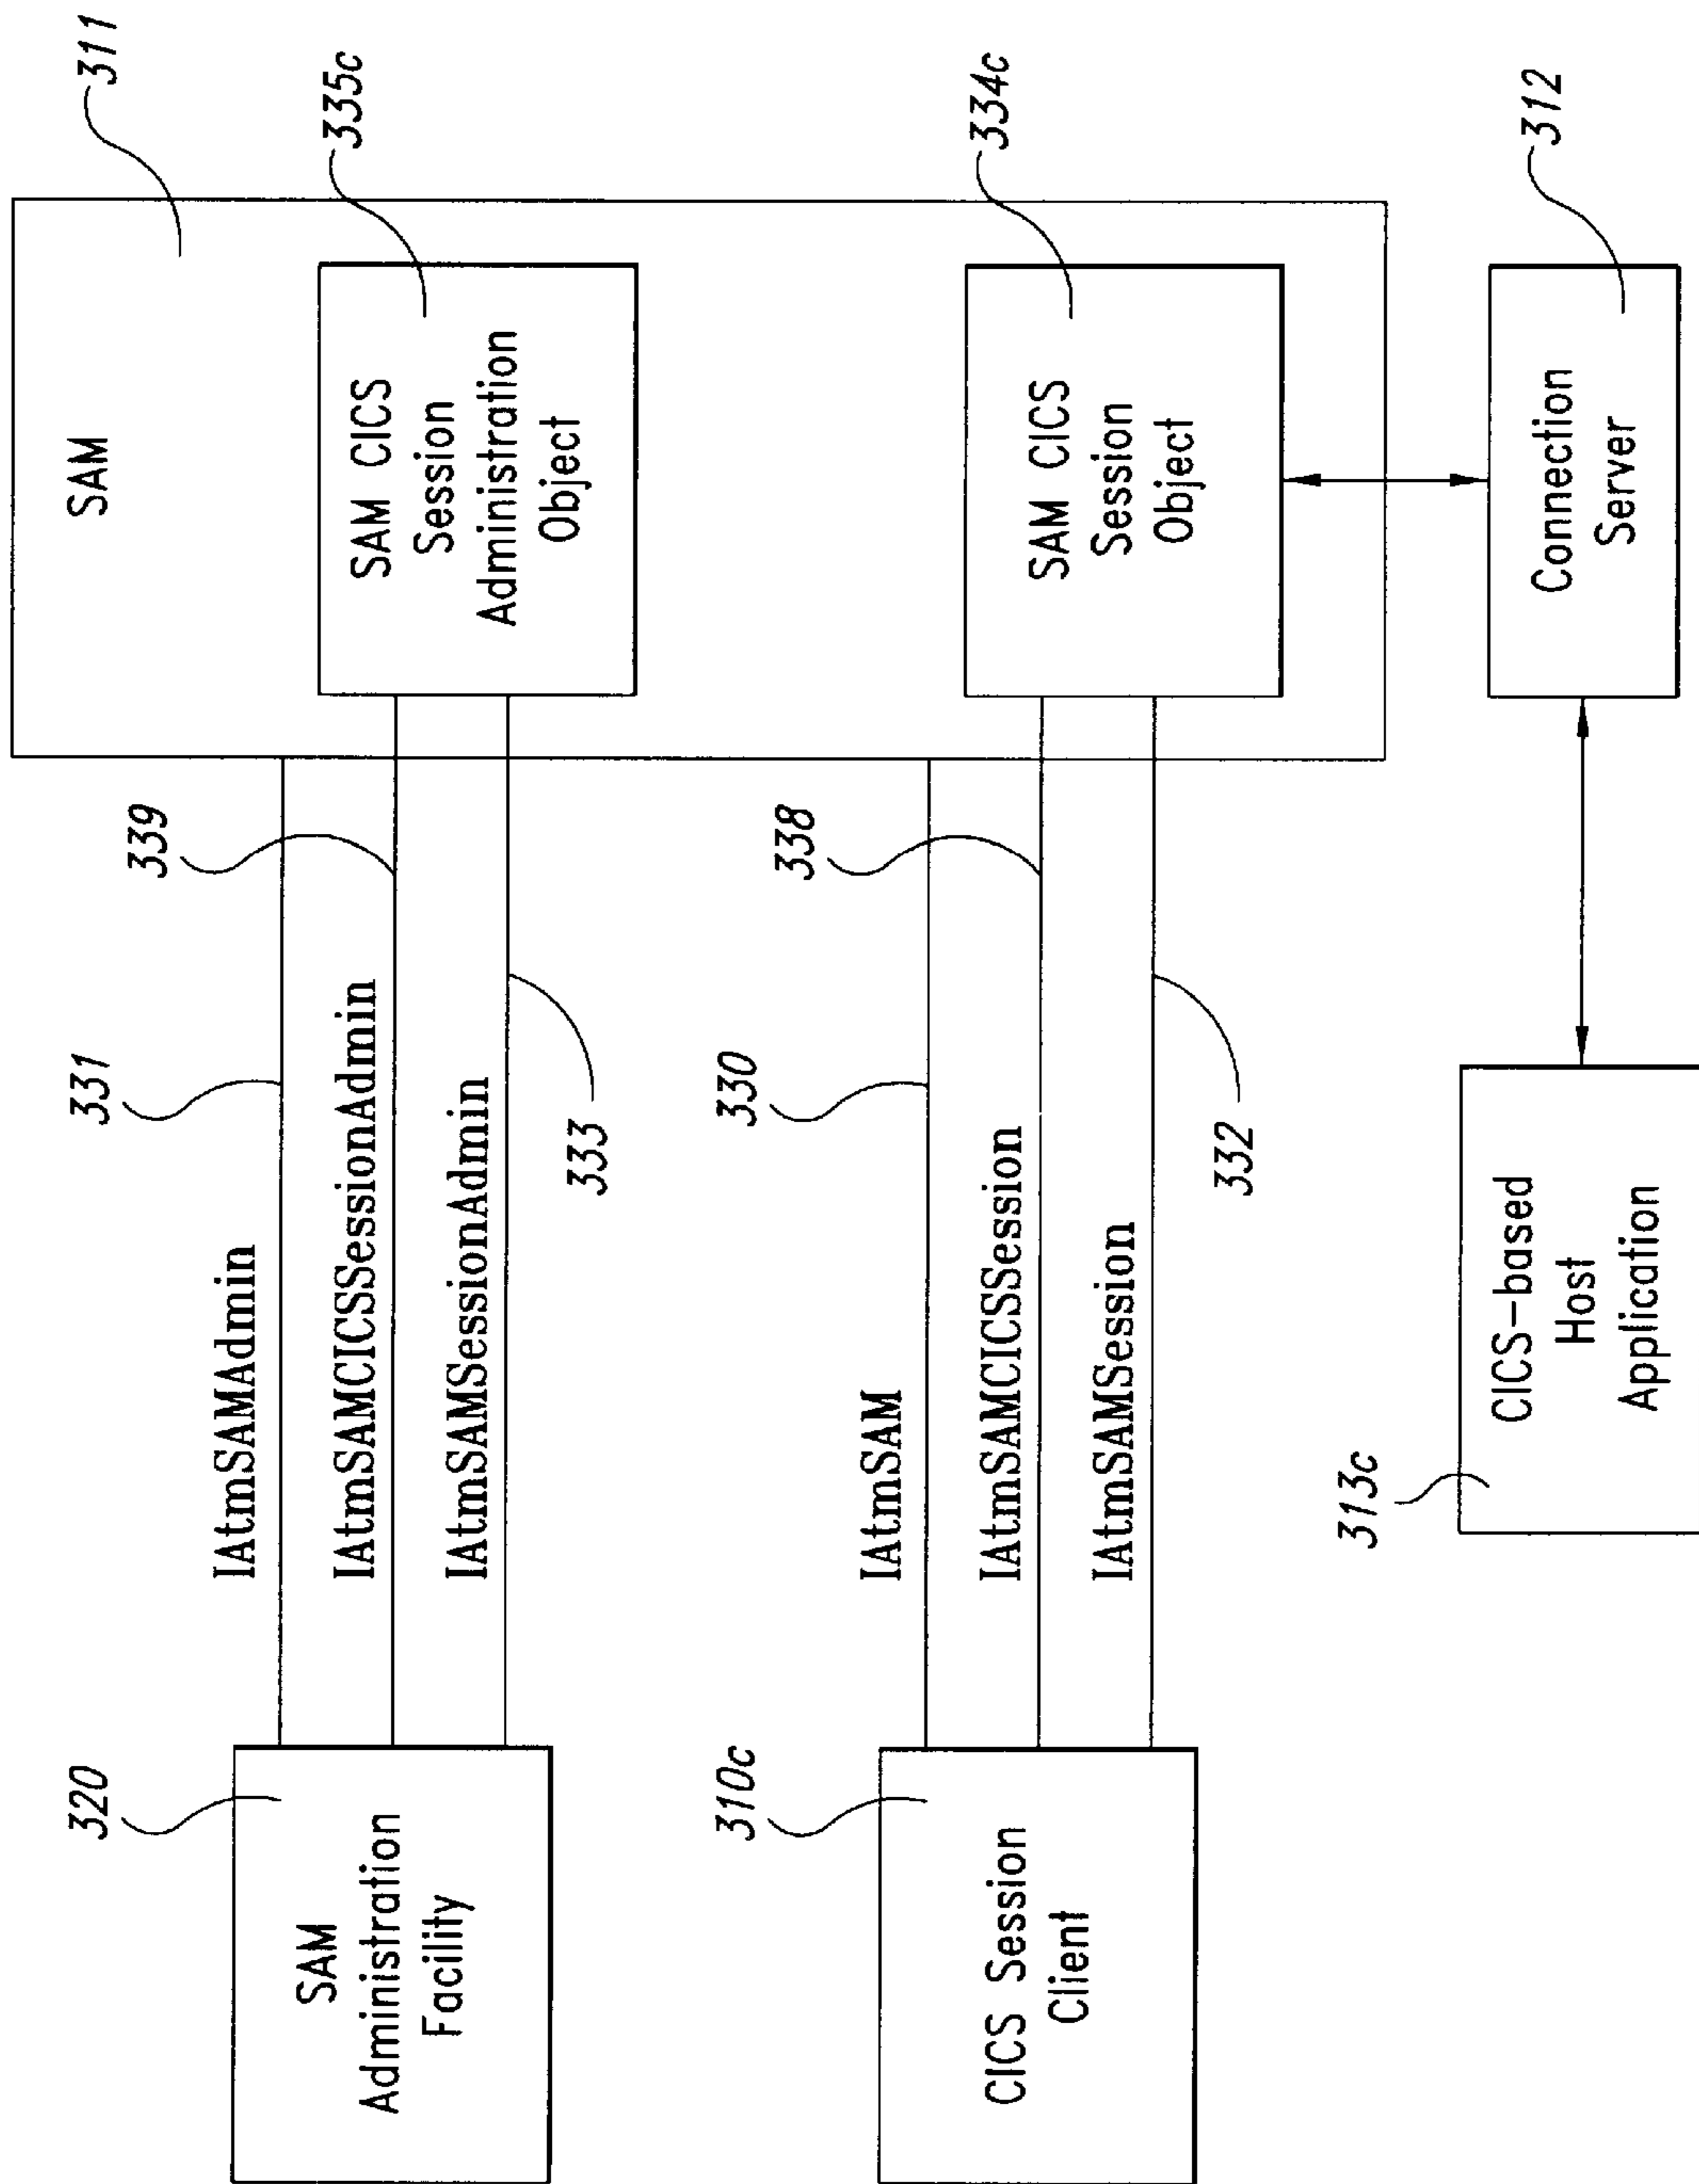 311
SAM
335c
SAM CICS
Session
Administration
Object
334c
SAM CICS
Session
Object
312
Connection
Server
331
IAtmSAMAdmin
339
IAtmSAMCICSSessionAdmin
IAtmSAMSessionAdmin
333
330
IAtmSAM
338
IAtmSAMCICSSession
IAtmSAMSession
332
320
SAM
Administration
Facility
310c
CICS Session
Client
313c
CICS-based
Host
Application